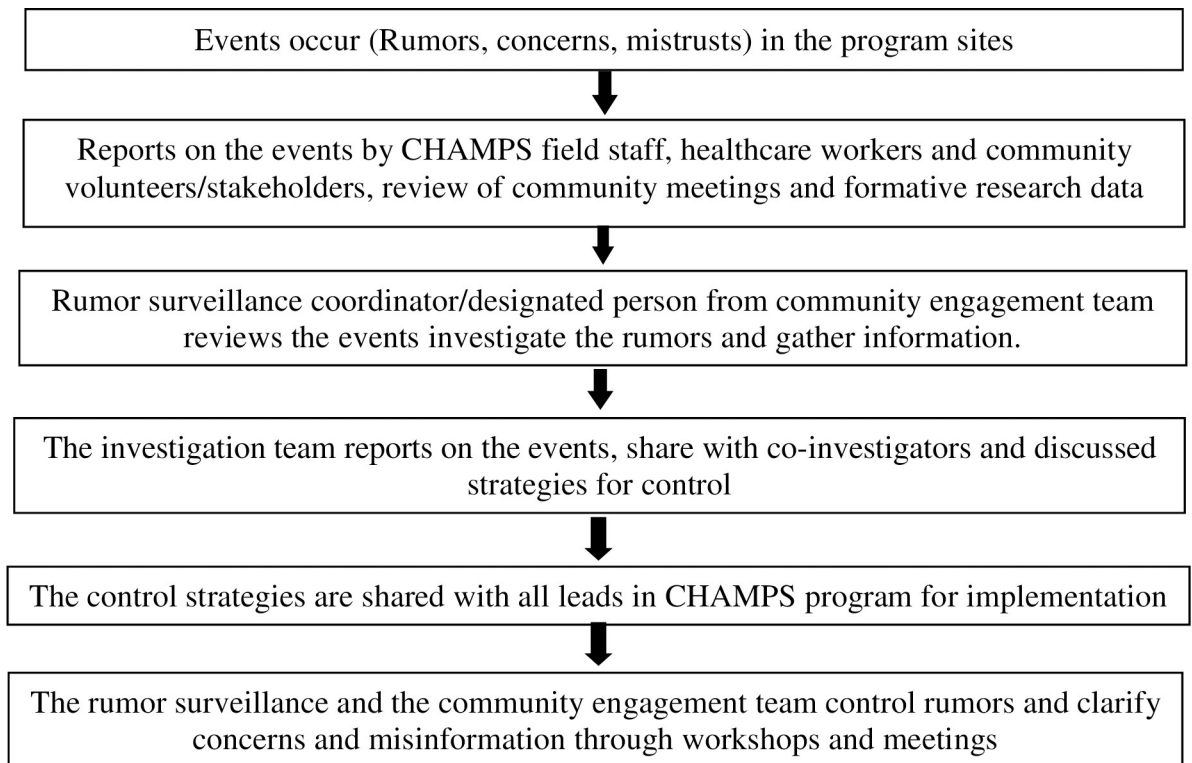 Events occur (Rumors, concerns, mistrusts) in the program sites
Reports on the events by CHAMPS field staff, healthcare workers and community
volunteers/stakeholders, review of community meetings and formative research data
Rumor surveillance coordinator/designated person from community engagement team
reviews the events investigate the rumors and gather information.
The investigation team reports on the events, share with co-investigators and discussed
strategies for control
The control strategies are shared with all leads in CHAMPS program for implementation
The rumor surveillance and the community engagement team control rumors and clarify
concerns and misinformation through workshops and meetings